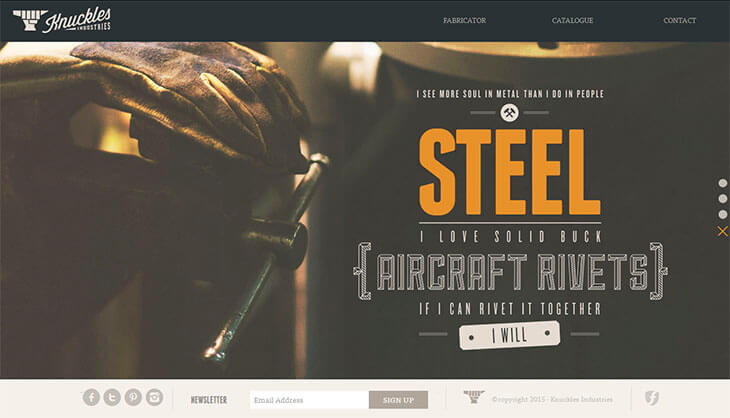 Knuckles
INDUSTRIES
FABRICATOR CATALOGUE CONTACT
I SEE MORE SOUL IN METAL THAN I DO IN PEOPLE
STEEL
I LOVE SOLID BUCK
{AIRCRAFT RIVETS}
IF I CAN RIVET IT TOGETHER
I WILL
NEWSLETTER Email Address SIGN UP ©copyright 2015 - Knuckles Industries